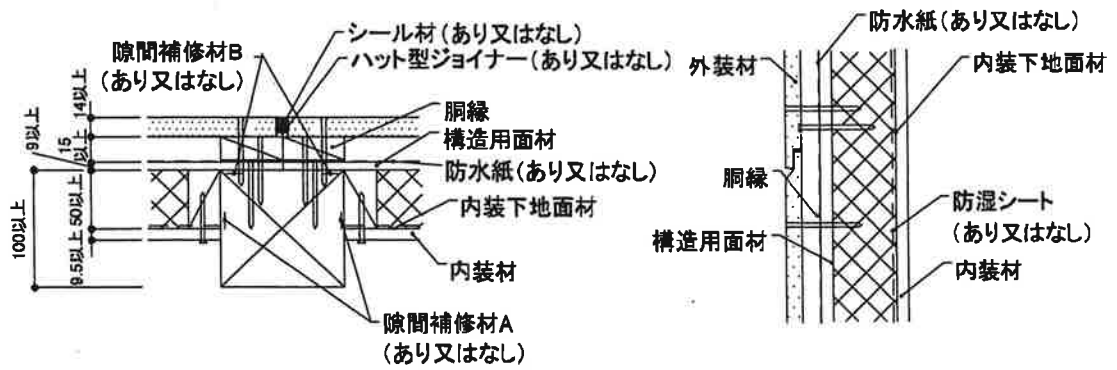 隙間補修材B
(あり又はなし)
シール材(あり又はなし)
ハット型ジョイナー(あり又はなし)
胴縁
構造用面材
防水紙(あり又はなし)
内装下地面材
内装材
隙間補修材A
(あり又はなし)
14以上
15
以上
9以上
50以上
9.5以上
100以上
防水紙(あり又はなし)
外装材
内装下地面材
胴縁
防湿シート
(あり又はなし)
構造用面材
内装材